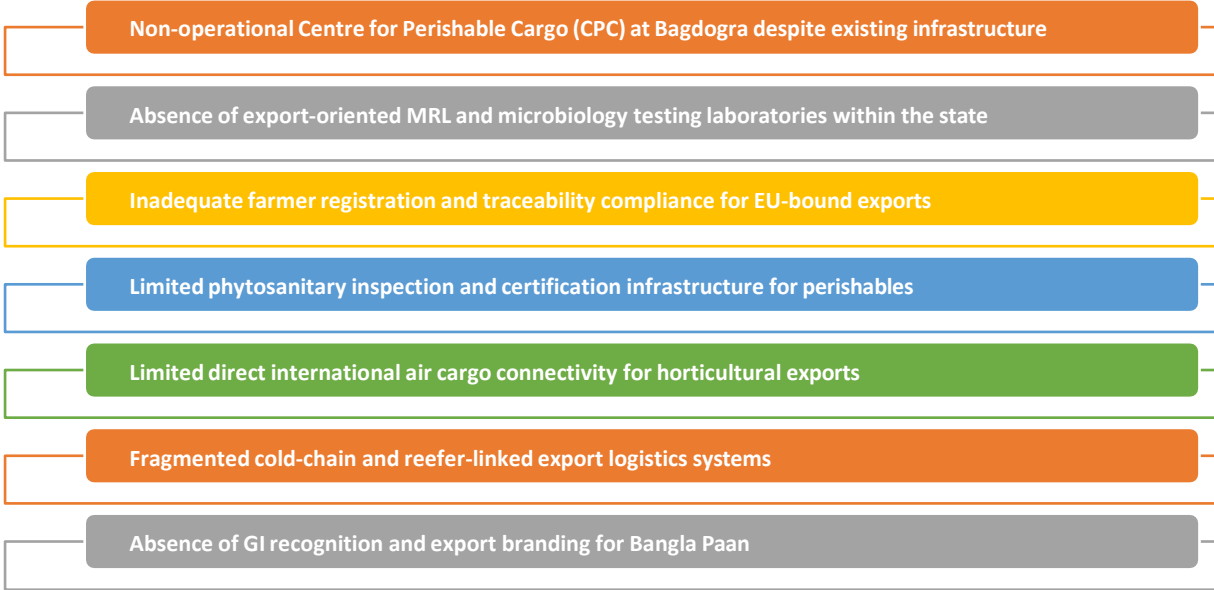 Non-operational Centre for Perishable Cargo (CPC) at Bagdogra despite existing infrastructure
Absence of export-oriented MRL and microbiology testing laboratories within the state
Inadequate farmer registration and traceability compliance for EU-bound exports
Limited phytosanitary inspection and certification infrastructure for perishables
Limited direct international air cargo connectivity for horticultural exports
Fragmented cold-chain and reefer-linked export logistics systems
Absence of GI recognition and export branding for Bangla Paan